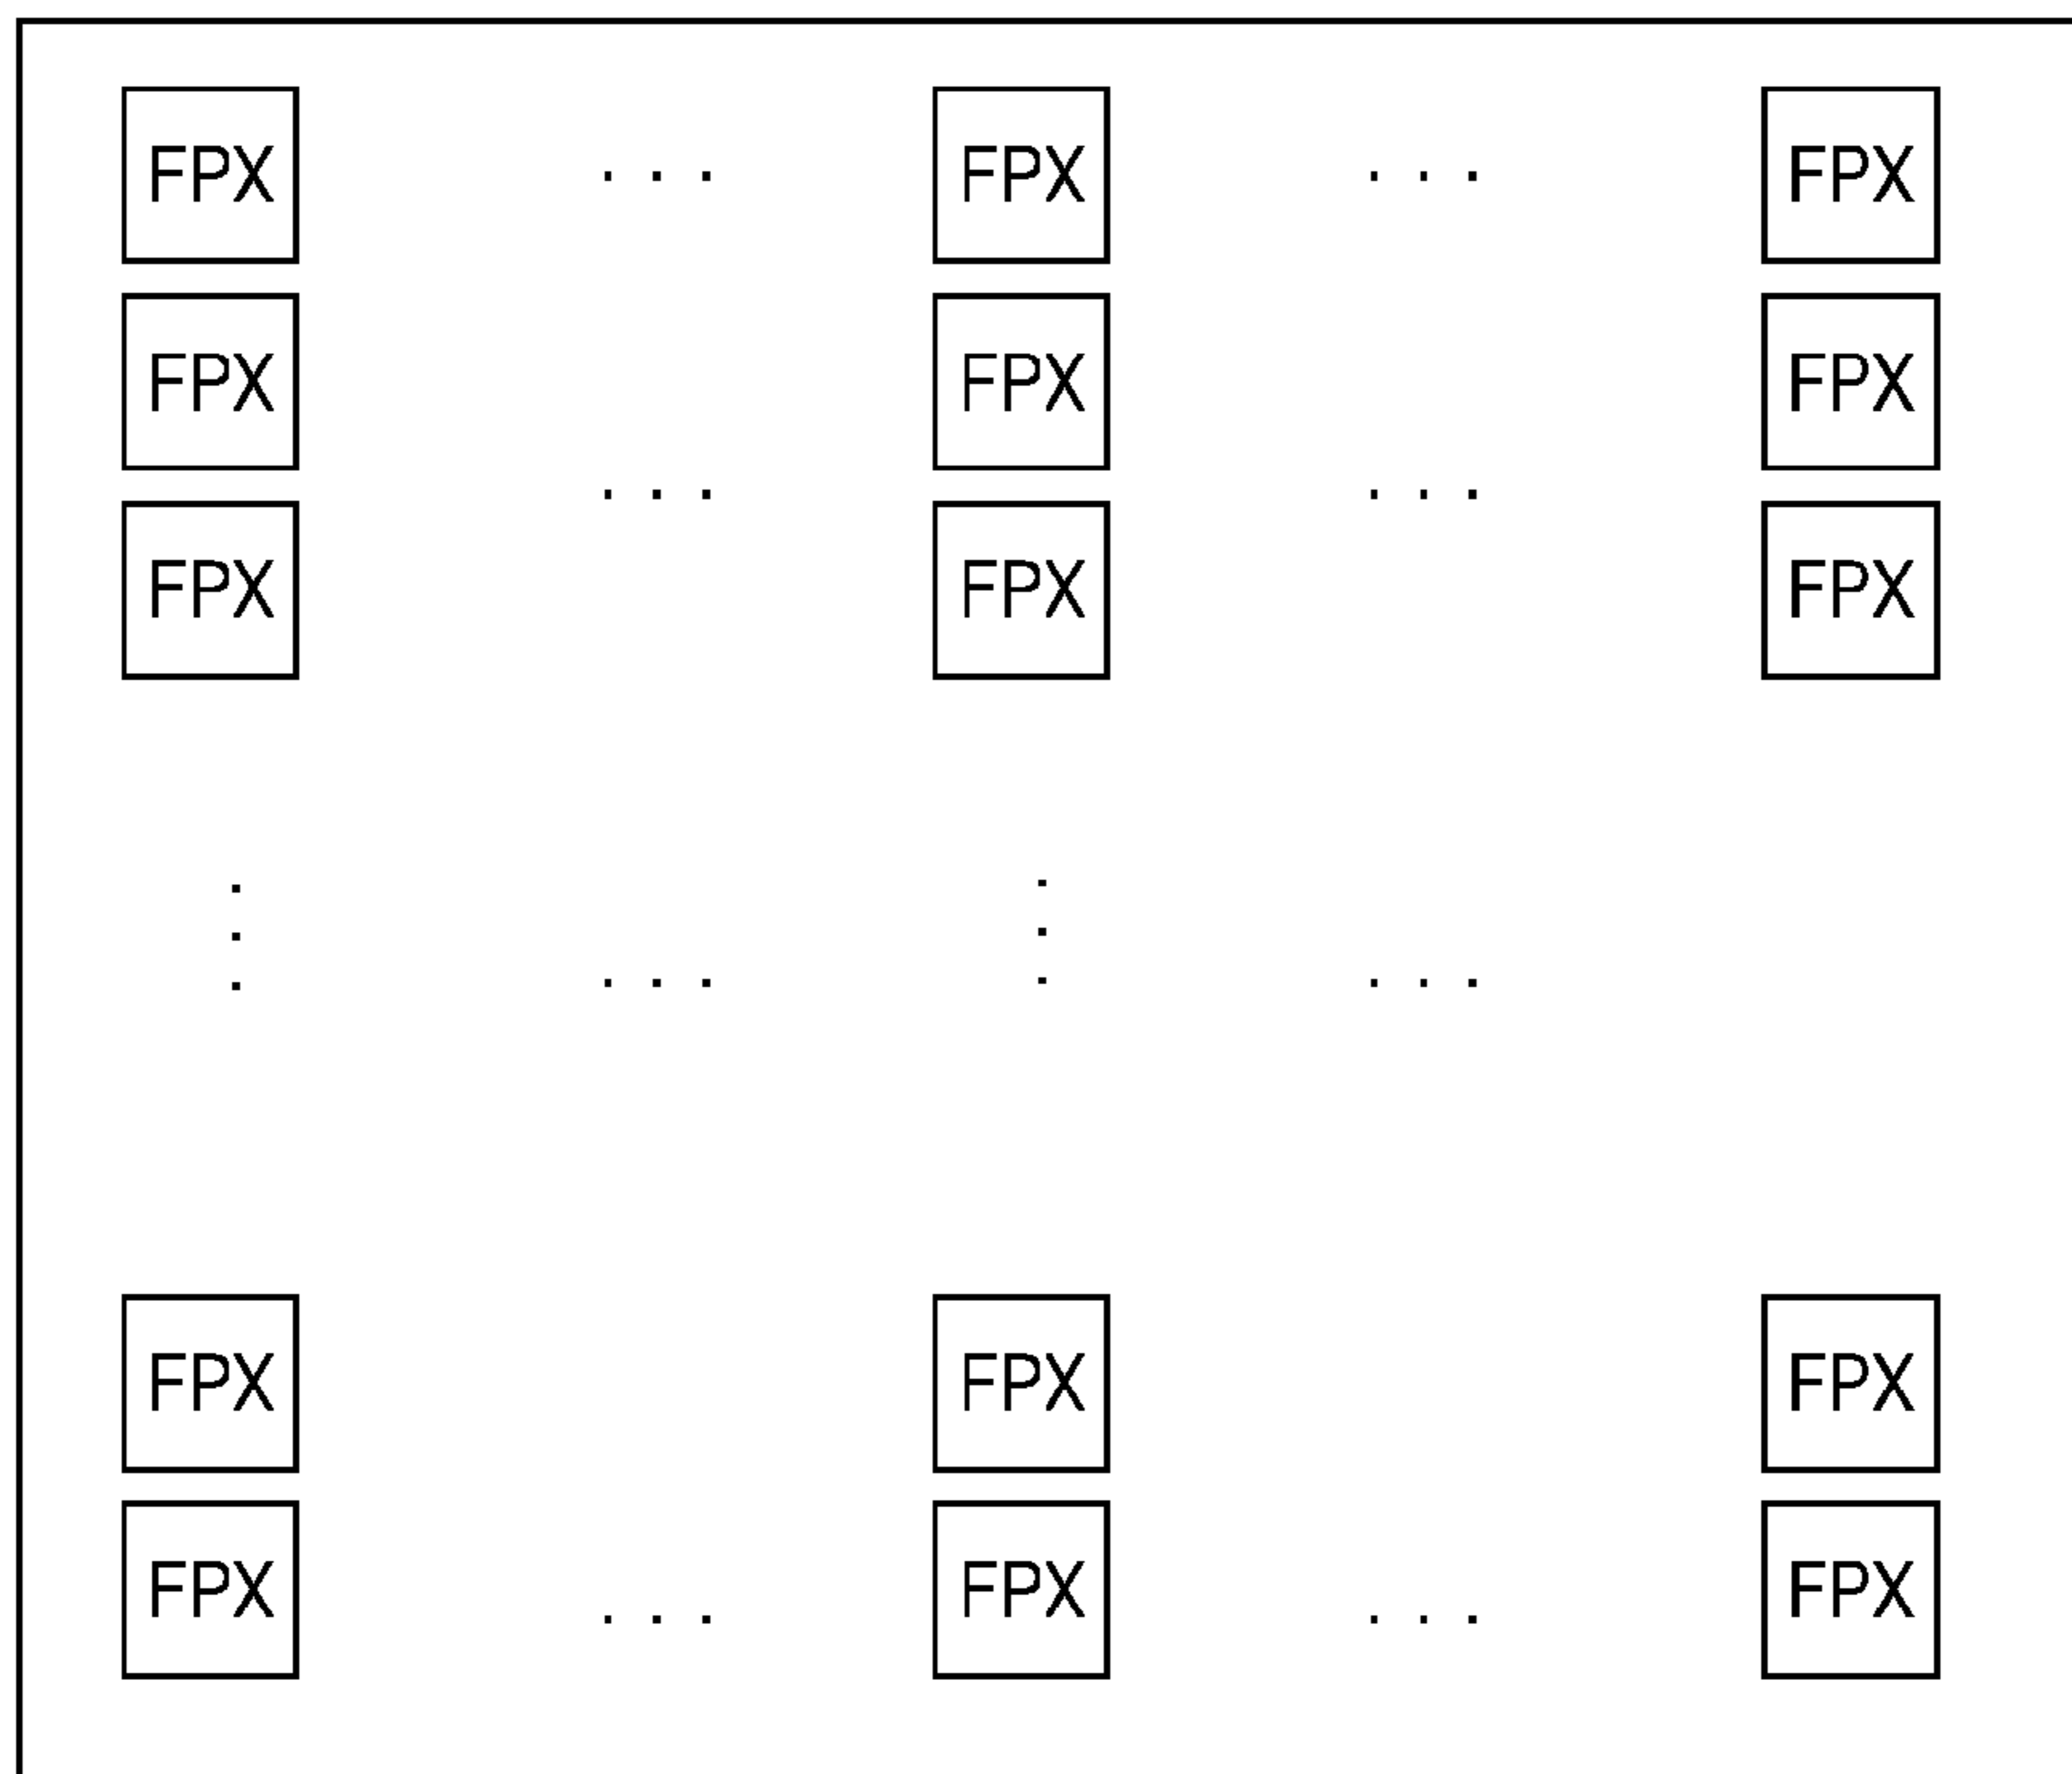 FPX . . . FPX . . . FPX
FPX FPX FPX
. . . . . .
FPX FPX FPX
. .
. .
. . . . . . . .
FPX FPX FPX
FPX . . . FPX . . . FPX